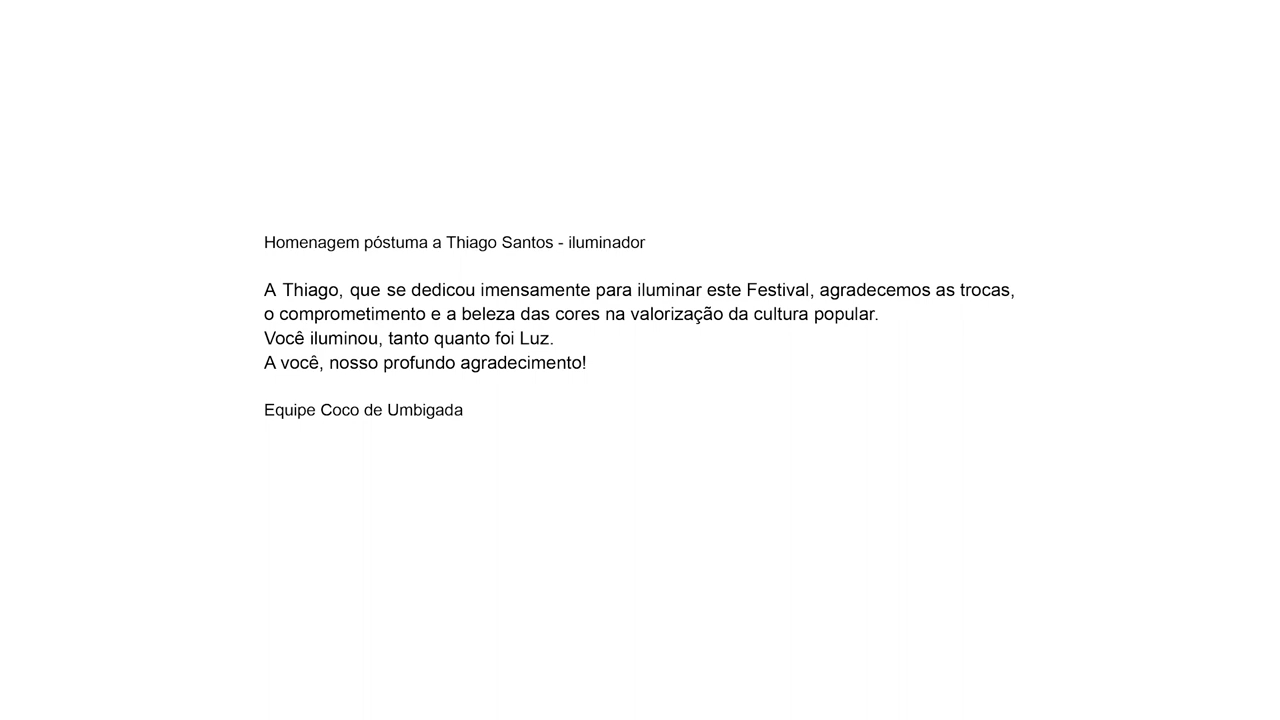 Homenagem póstuma a Thiago Santos - iluminador
A Thiago, que se dedicou imensamente para iluminar este Festival, agradecemos as trocas,
o comprometimento e a beleza das cores na valorização da cultura popular.
Você iluminou, tanto quanto foi Luz.
A você, nosso profundo agradecimento!
Equipe Coco de Umbigada